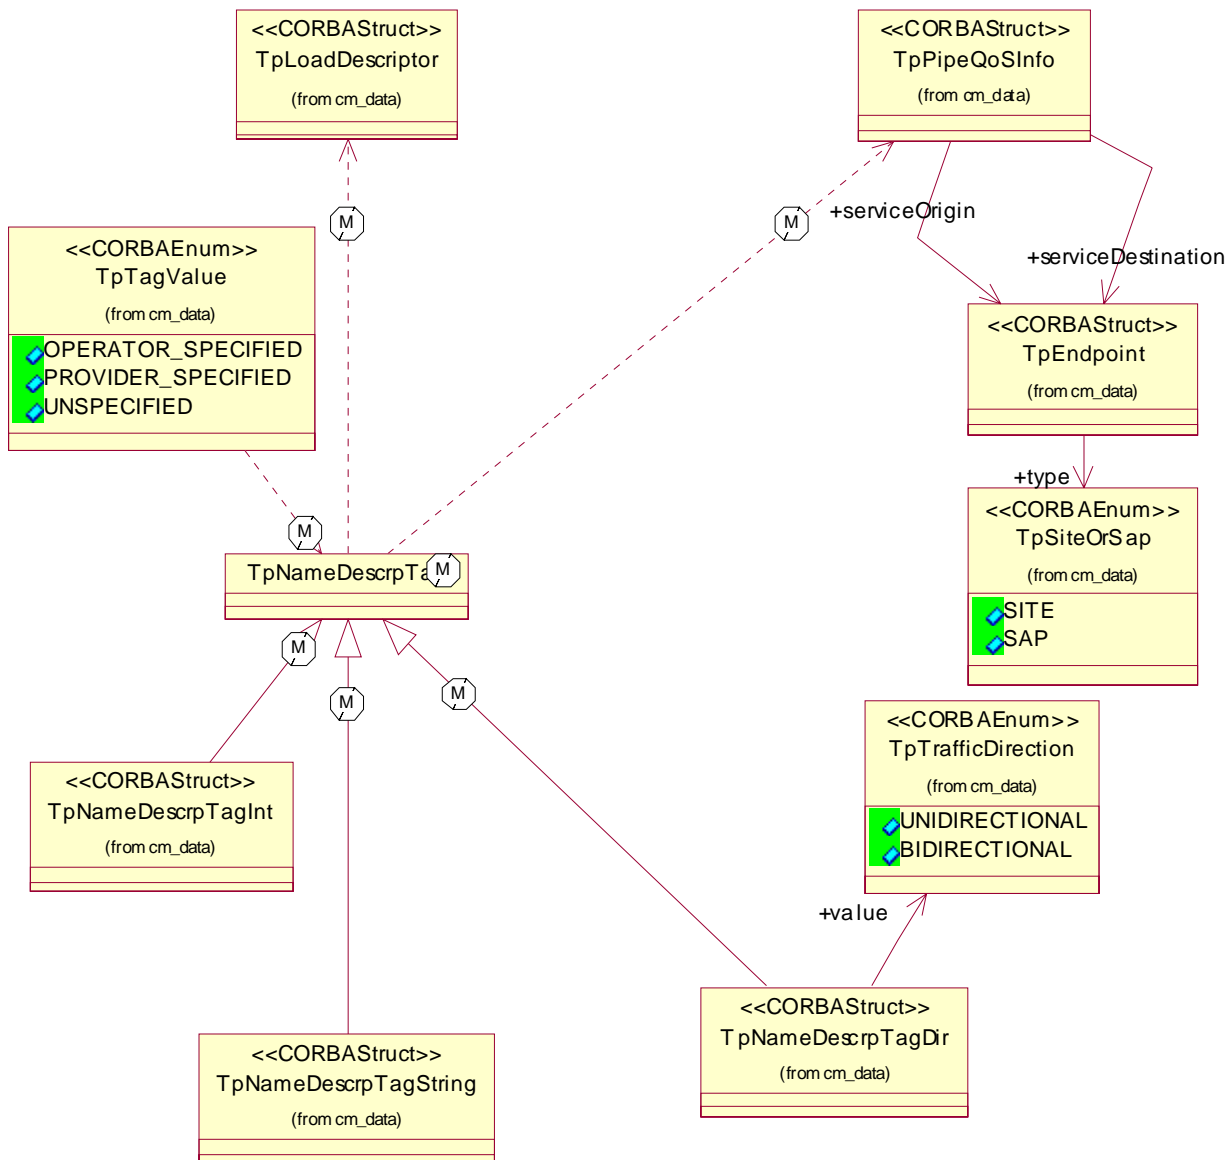 <<CORBAStruct>>
TpLoadDescriptor
(from cm_data)
<<CORBAStruct>>
TpPipeQoSInfo
(from cm_data)
M
M
+serviceOrigin
+serviceDestination
<<CORBAEnum>>
TpTagValue
(from cm_data)
OPERATOR_SPECIFIED
PROVIDER_SPECIFIED
UNSPECIFIED
<<CORBAStruct>>
TpEndpoint
(from cm_data)
+type
<<CORBAEnum>>
TpSiteOrSap
(from cm_data)
SITE
SAP
M
TpNameDescrpTa
M
M
M
M
<<CORBAEnum>>
TpTrafficDirection
(from cm_data)
UNIDIRECTIONAL
BIDIRECTIONAL
+value
<<CORBAStruct>>
TpNameDescrpTagInt
(from cm_data)
<<CORBAStruct>>
TpNameDescrpTagDir
(from cm_data)
<<CORBAStruct>>
TpNameDescrpTagString
(from cm_data)